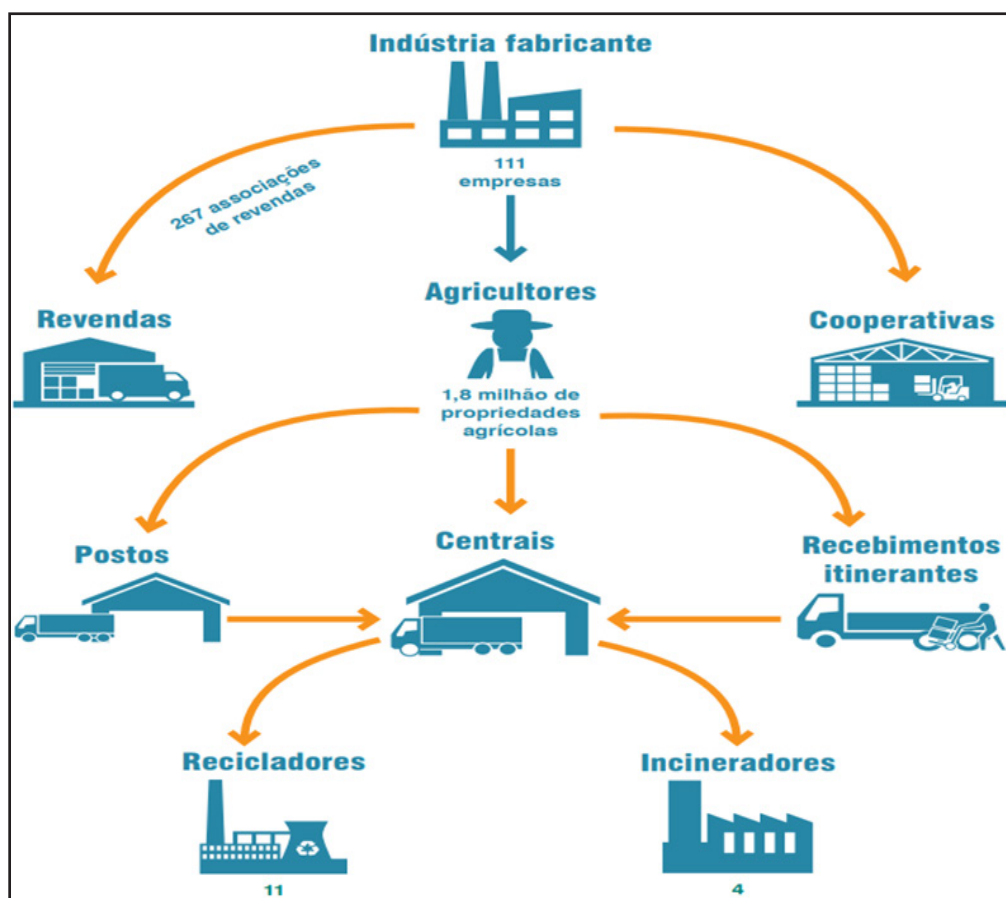 Indústria fabricante
111
empresas
267 associações
de revendas
Revendas
Agricultores
1,8 milhão de
propriedades
agrícolas
Cooperativas
Postos
Centrais
Recebimentos
itinerantes
Recicladores
11
Incineradores
4